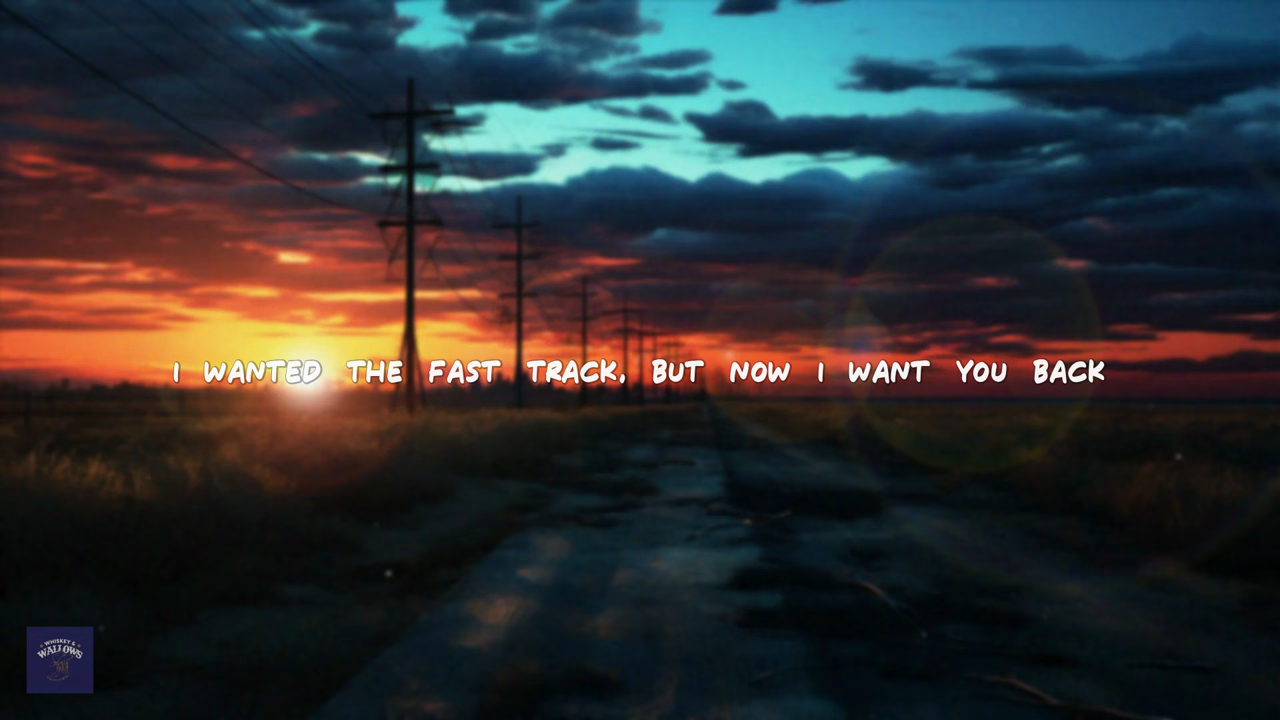 I WANTED THE FAST TRACK, BUT NOW I WANT YOU BACK
WHISKEY &
WALLOWS